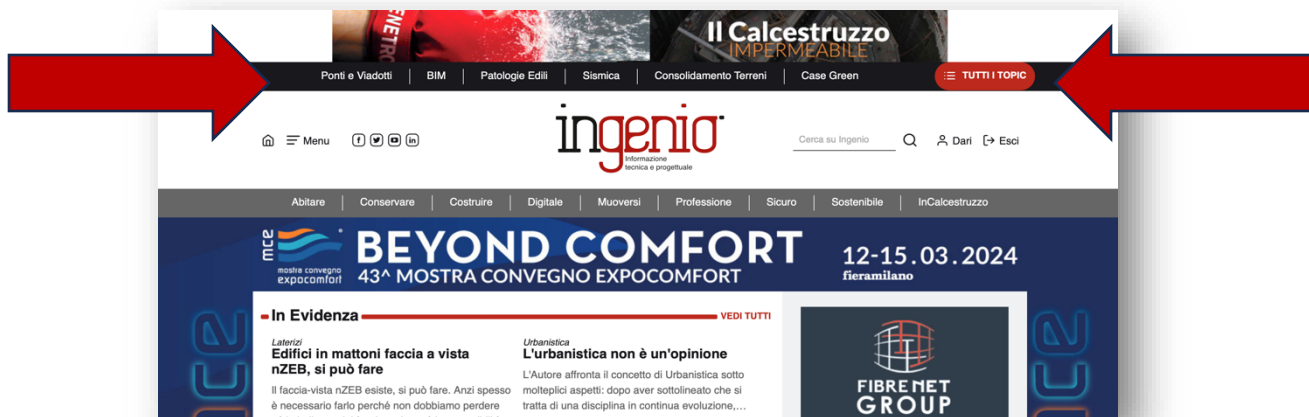 NETRO
Il Calcestruzzo
IMPERMEABILE
Ponti e Viadotti | BIM | Patologie Edili | Sismica | Consolidamento Terreni | Case Green TUTTI I TOPIC
Menu ingenio Cerca su Ingenio Dari Esci
Informazione
tecnica e progettuale
Abitare | Conservare | Costruire | Digitale | Muoversi | Professione | Sicuro | Sostenibile | InCalcestruzzo
mce BEYOND COMFORT 12-15.03.2024
mostra convegno expocomfort 43^ MOSTRA CONVEGNO EXPOCOMFORT fieramilano
In Evidenza VEDI TUTTI
Laterizi
Edifici in mattoni faccia a vista
nZEB, si può fare
Il faccia-vista nZEB esiste, si può fare. Anzi spesso
è necessario farlo perché non dobbiamo perdere
Urbanistica
L'urbanistica non è un'opinione
L'Autore affronta il concetto di Urbanistica sotto
molteplici aspetti: dopo aver sottolineato che si
tratta di una disciplina in continua evoluzione,...
FIBRE NET
GROUP
mce
mce